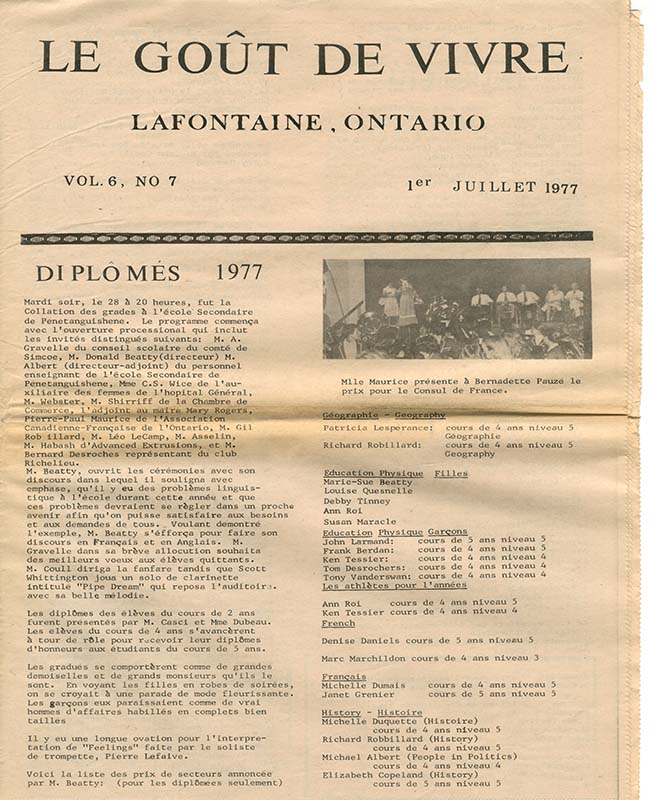 LE GOÛT DE VIVRE
LAFONTAINE, ONTARIO
VOL. 6, NO 7
1er JUILLET 1977
DIPLÔMÉS 1977
Mardi soir, le 28 à 20 heures, fut la
Collation des grades à l'école Secondaire
de Penetanguishene. Le programme commença
avec l'ouverture processional qui inclut
les invités distingués suivants: M. A.
Gravelle du conseil scolaire du comté de
Simcoe, M. Donald Beatty(directeur) M.
Albert (directeur-adjoint) du personnel
enseignant de l'école Secondaire de
Penetanguishene, Mme C.S. Wice de l'au-
xiliaire des femmes de l'hopital Général,
M. Webster, M. Shirriff de la Chambre de
Commerce, l'adjoint au maire Mary Rogers,
Pierre-Paul Maurice de l'Association
Canadienne-Française de l'Ontario, M. Gil
Rob illard, M. Léo LeCamp, M. Asselin,
M. Habash d'Advanced Extrusions, et M.
Bernard Desroches représentant du club
Richelieu.
M. Beatty, ouvrit les cérémonies avec son
discours dans lequel il souligna avec
emphase, qu'il y eu des problèmes linguis-
tique à l'école durant cette année et que
ces problèmes devraient se règler dans un proche
avenir afin qu'on puisse satisfaire aux besoins
et aux demandes de tous. Voulant demontré
l'exemple, M. Beatty s'éfforça pour faire son
discours en Français et en Anglais. M.
Gravelle dans sa brève allocution souhaita
des meilleurs voeux aux élèves quittants.
M. Coull diriga la fanfare tandis que Scott
Whittington joua un solo de clarinette
intitulé "Pipe Dream" qui reposa l'auditoire.
avec sa belle mélodie.
Les diplômes des élèves du cours de 2 ans
furent présentés par M. Casci et Mme Dubeau.
Les élèves du cours de 4 ans s'avancèrent
à tour de rôle pour recevoir leur diplômes
d'honneurs aux étudiants du cours de 5 ans.
Les gradués se comportèrent comme de grandes
demoiselles et de grands monsieurs qu'ils le
sont. En voyant les filles en robes de soirées,
on se croyait à une parade de mode fleurissante.
Les garçons eux paraissaient comme de vrai
hommes d'affaires habillés en complets bien
tailles
Il y eu une longue ovation pour l'interpre-
tation de "Feelings" faite par le soliste
de trompette, Pierre Lefaive.
Voici la liste des prix de secteurs annoncée
par M. Beatty: (pour les diplômées seulement)
Mlle Maurice présente à Bernadette Pauzé le
prix pour le Consul de France.
Géographie - Geography
Patricia Lesperance: cours de 4 ans niveau 5
Géographie
Richard Robillard: cours de 4 ans niveau 5
Geography
Education Physique Filles
Marie-Sue Beatty
Louise Quesnelle
Debby Tinney
Ann Roi
Susan Maracle
Education Physique Garçons
John Larmand: cours de 5 ans niveau 5
Frank Berdan: cours de 4 ans niveau 5
Ken Tessier: cours de 4 ans niveau 4
Tom Desrochers: cours de 4 ans niveau 4
Tony Vanderswan: cours de 4 ans niveau 4
Les athlètes pour l'années
Ann Roi cours de 4 ans niveau 5
Ken Tessier cours de 4 ans niveau 4
French
Denise Daniels cours de 5 ans niveau 5
Marc Marchildon cours de 4 ans niveau 3
Français
Michelle Dumais cours de 4 ans niveau 5
Janet Grenier cours de 5 ans niveau 5
History - Histoire
Michelle Duquette (Histoire)
cours de 4 ans niveau 5
Richard Robbillard (History)
cours de 4 ans niveau 5
Michael Albert (People in Politics)
cours de 4 ans niveau 5
Elizabeth Copeland (History)
cours de 5 ans niveau 5